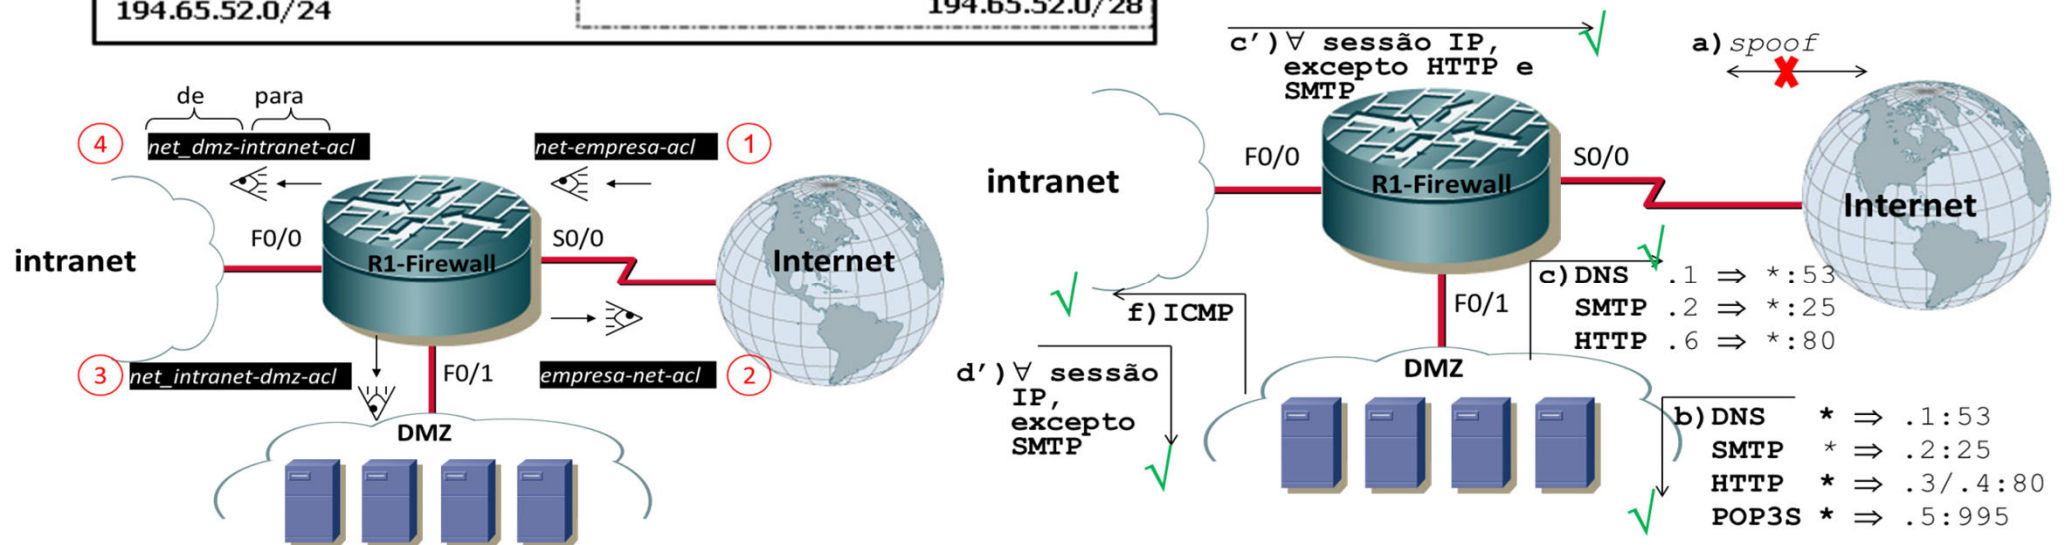 194.65.52.0/24
194.65.52.0/28
de para
4 net_dmz-intranet-acl
net-empresa-acl 1
F0/0
S0/0
intranet
R1-Firewall
Internet
3 net_intranet-dmz-acl
F0/1
empresa-net-acl 2
DMZ
c’)∀ sessão IP,
excepto HTTP e
SMTP
a)spoof
F0/0
S0/0
intranet
R1-Firewall
Internet
F0/1
c)DNS .1 ⇒ *:53
SMTP .2 ⇒ *:25
HTTP .6 ⇒ *:80
f)ICMP
d’)∀ sessão
IP,
excepto
SMTP
DMZ
b)DNS * ⇒ .1:53
SMTP * ⇒ .2:25
HTTP * ⇒ .3/.4:80
POP3S * ⇒ .5:995